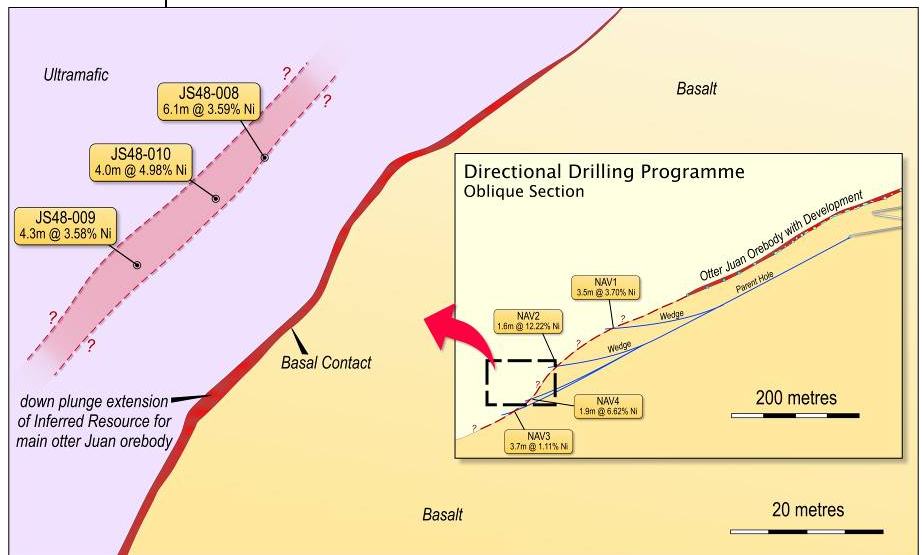 Ultramafic
?
?
JS48-008
6.1m @ 3.59% Ni
Basalt
JS48-010
4.0m @ 4.98% Ni
JS48-009
4.3m @ 3.58% Ni
?
?
Basal Contact
down plunge extension
of Inferred Resource for
main otter Juan orebody
Directional Drilling Programme
Oblique Section
Otter Juan Orebody with Development
Parent Hole
NAV1
3.5m @ 3.70% Ni
?
Wedge
NAV2
1.6m @ 12.22% Ni
?
Wedge
?
NAV4
1.9m @ 6.62% Ni
?
NAV3
3.7m @ 1.11% Ni
200 metres
Basalt
20 metres